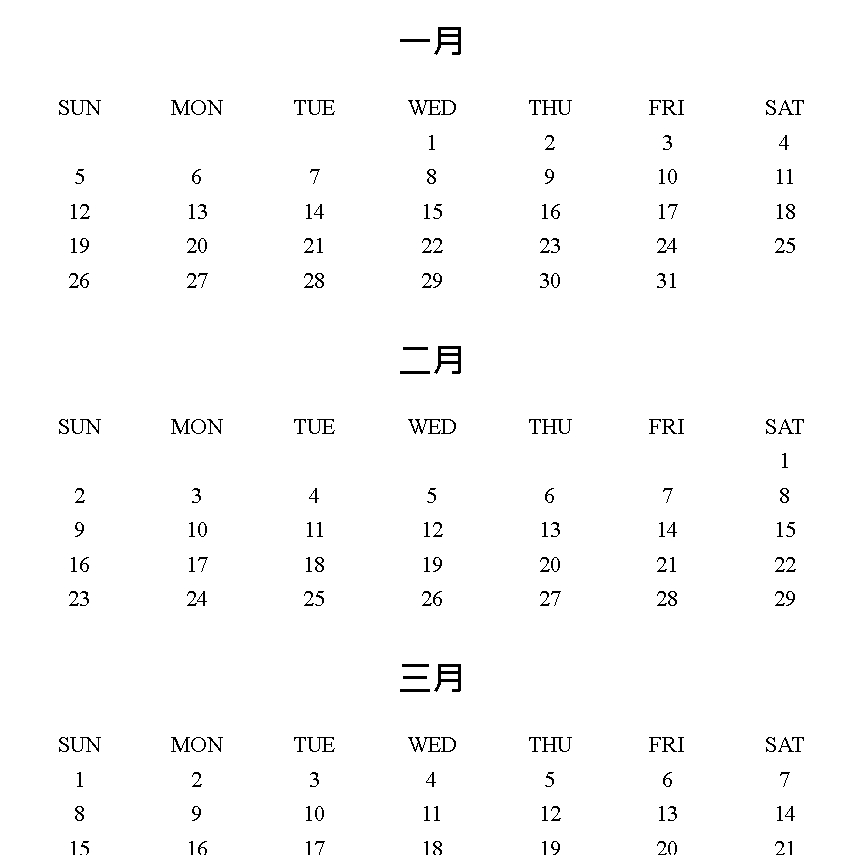 一月
SUN MON TUE WED THU FRI SAT
1 2 3 4
5 6 7 8 9 10 11
12 13 14 15 16 17 18
19 20 21 22 23 24 25
26 27 28 29 30 31
二月
SUN MON TUE WED THU FRI SAT
1
2 3 4 5 6 7 8
9 10 11 12 13 14 15
16 17 18 19 20 21 22
23 24 25 26 27 28 29
三月
SUN MON TUE WED THU FRI SAT
1 2 3 4 5 6 7
8 9 10 11 12 13 14
15 16 17 18 19 20 21